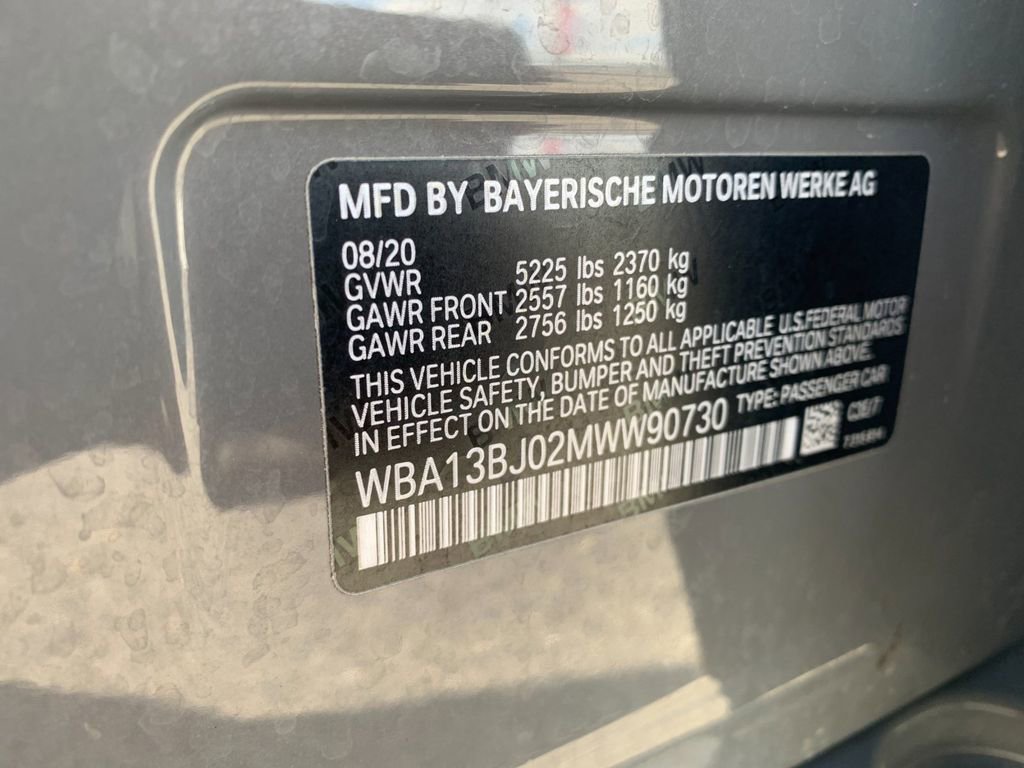 MFD BY BAYERISCHE MOTOREN WERKE AG
08/20
GVWR 5225 lbs 2370 kg
GAWR FRONT 2557 lbs 1160 kg
GAWR REAR 2756 lbs 1250 kg
THIS VEHICLE CONFORMS TO ALL APPLICABLE U.S.FEDERAL MOTOR
VEHICLE SAFETY, BUMPER AND THEFT PREVENTION STANDARDS
IN EFFECT ON THE DATE OF MANUFACTURE SHOWN ABOVE.
WBA13BJ02MWW90730 TYPE: PASSENGER CAR